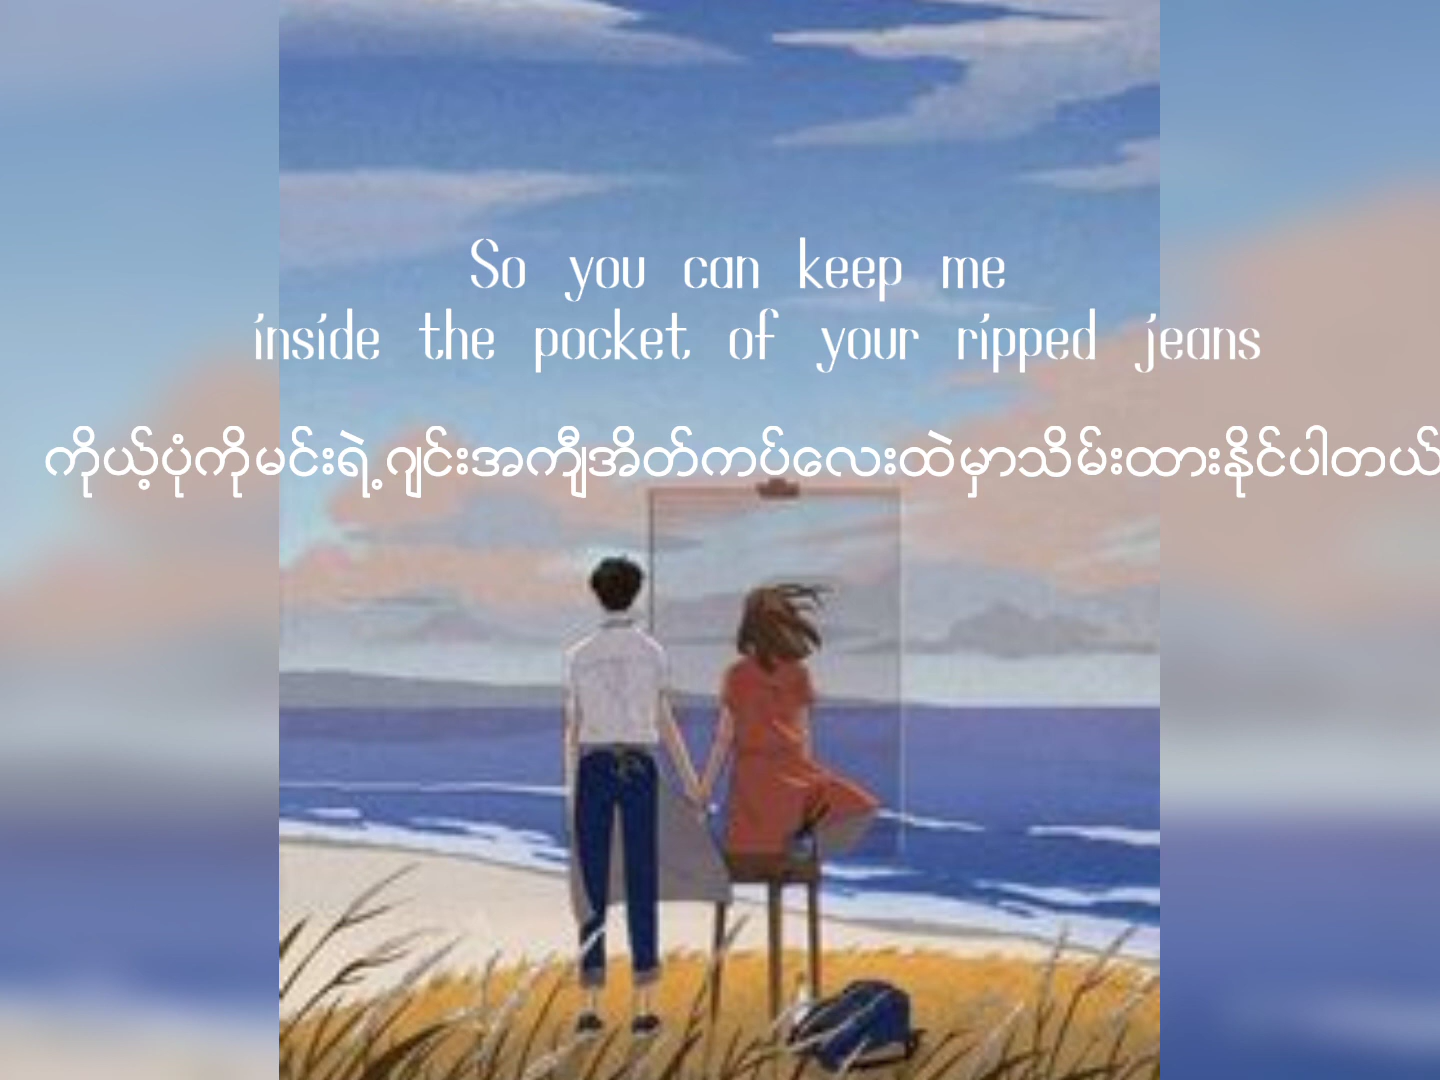 So you can keep me
inside the pocket of your ripped jeans
ကိုယ့်ပုံကိုမင်းရဲ့ဂျင်းအကျီအိတ်ကပ်လေးထဲမှာသိမ်းထားနိုင်ပါတယ်